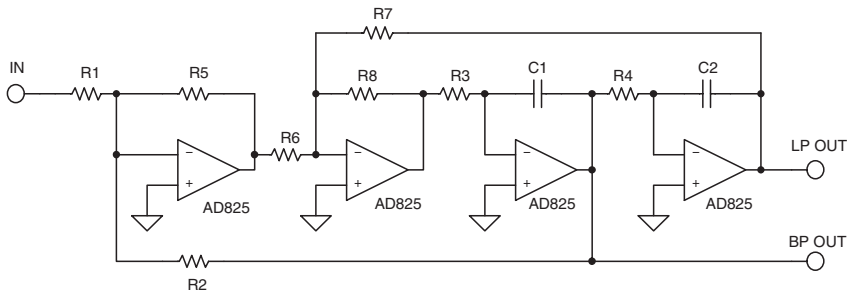 R7
IN
R1
R5
R8
R3
C1
R4
C2
R6
−
+
AD825
−
+
AD825
−
+
AD825
−
+
AD825
LP OUT
BP OUT
R2